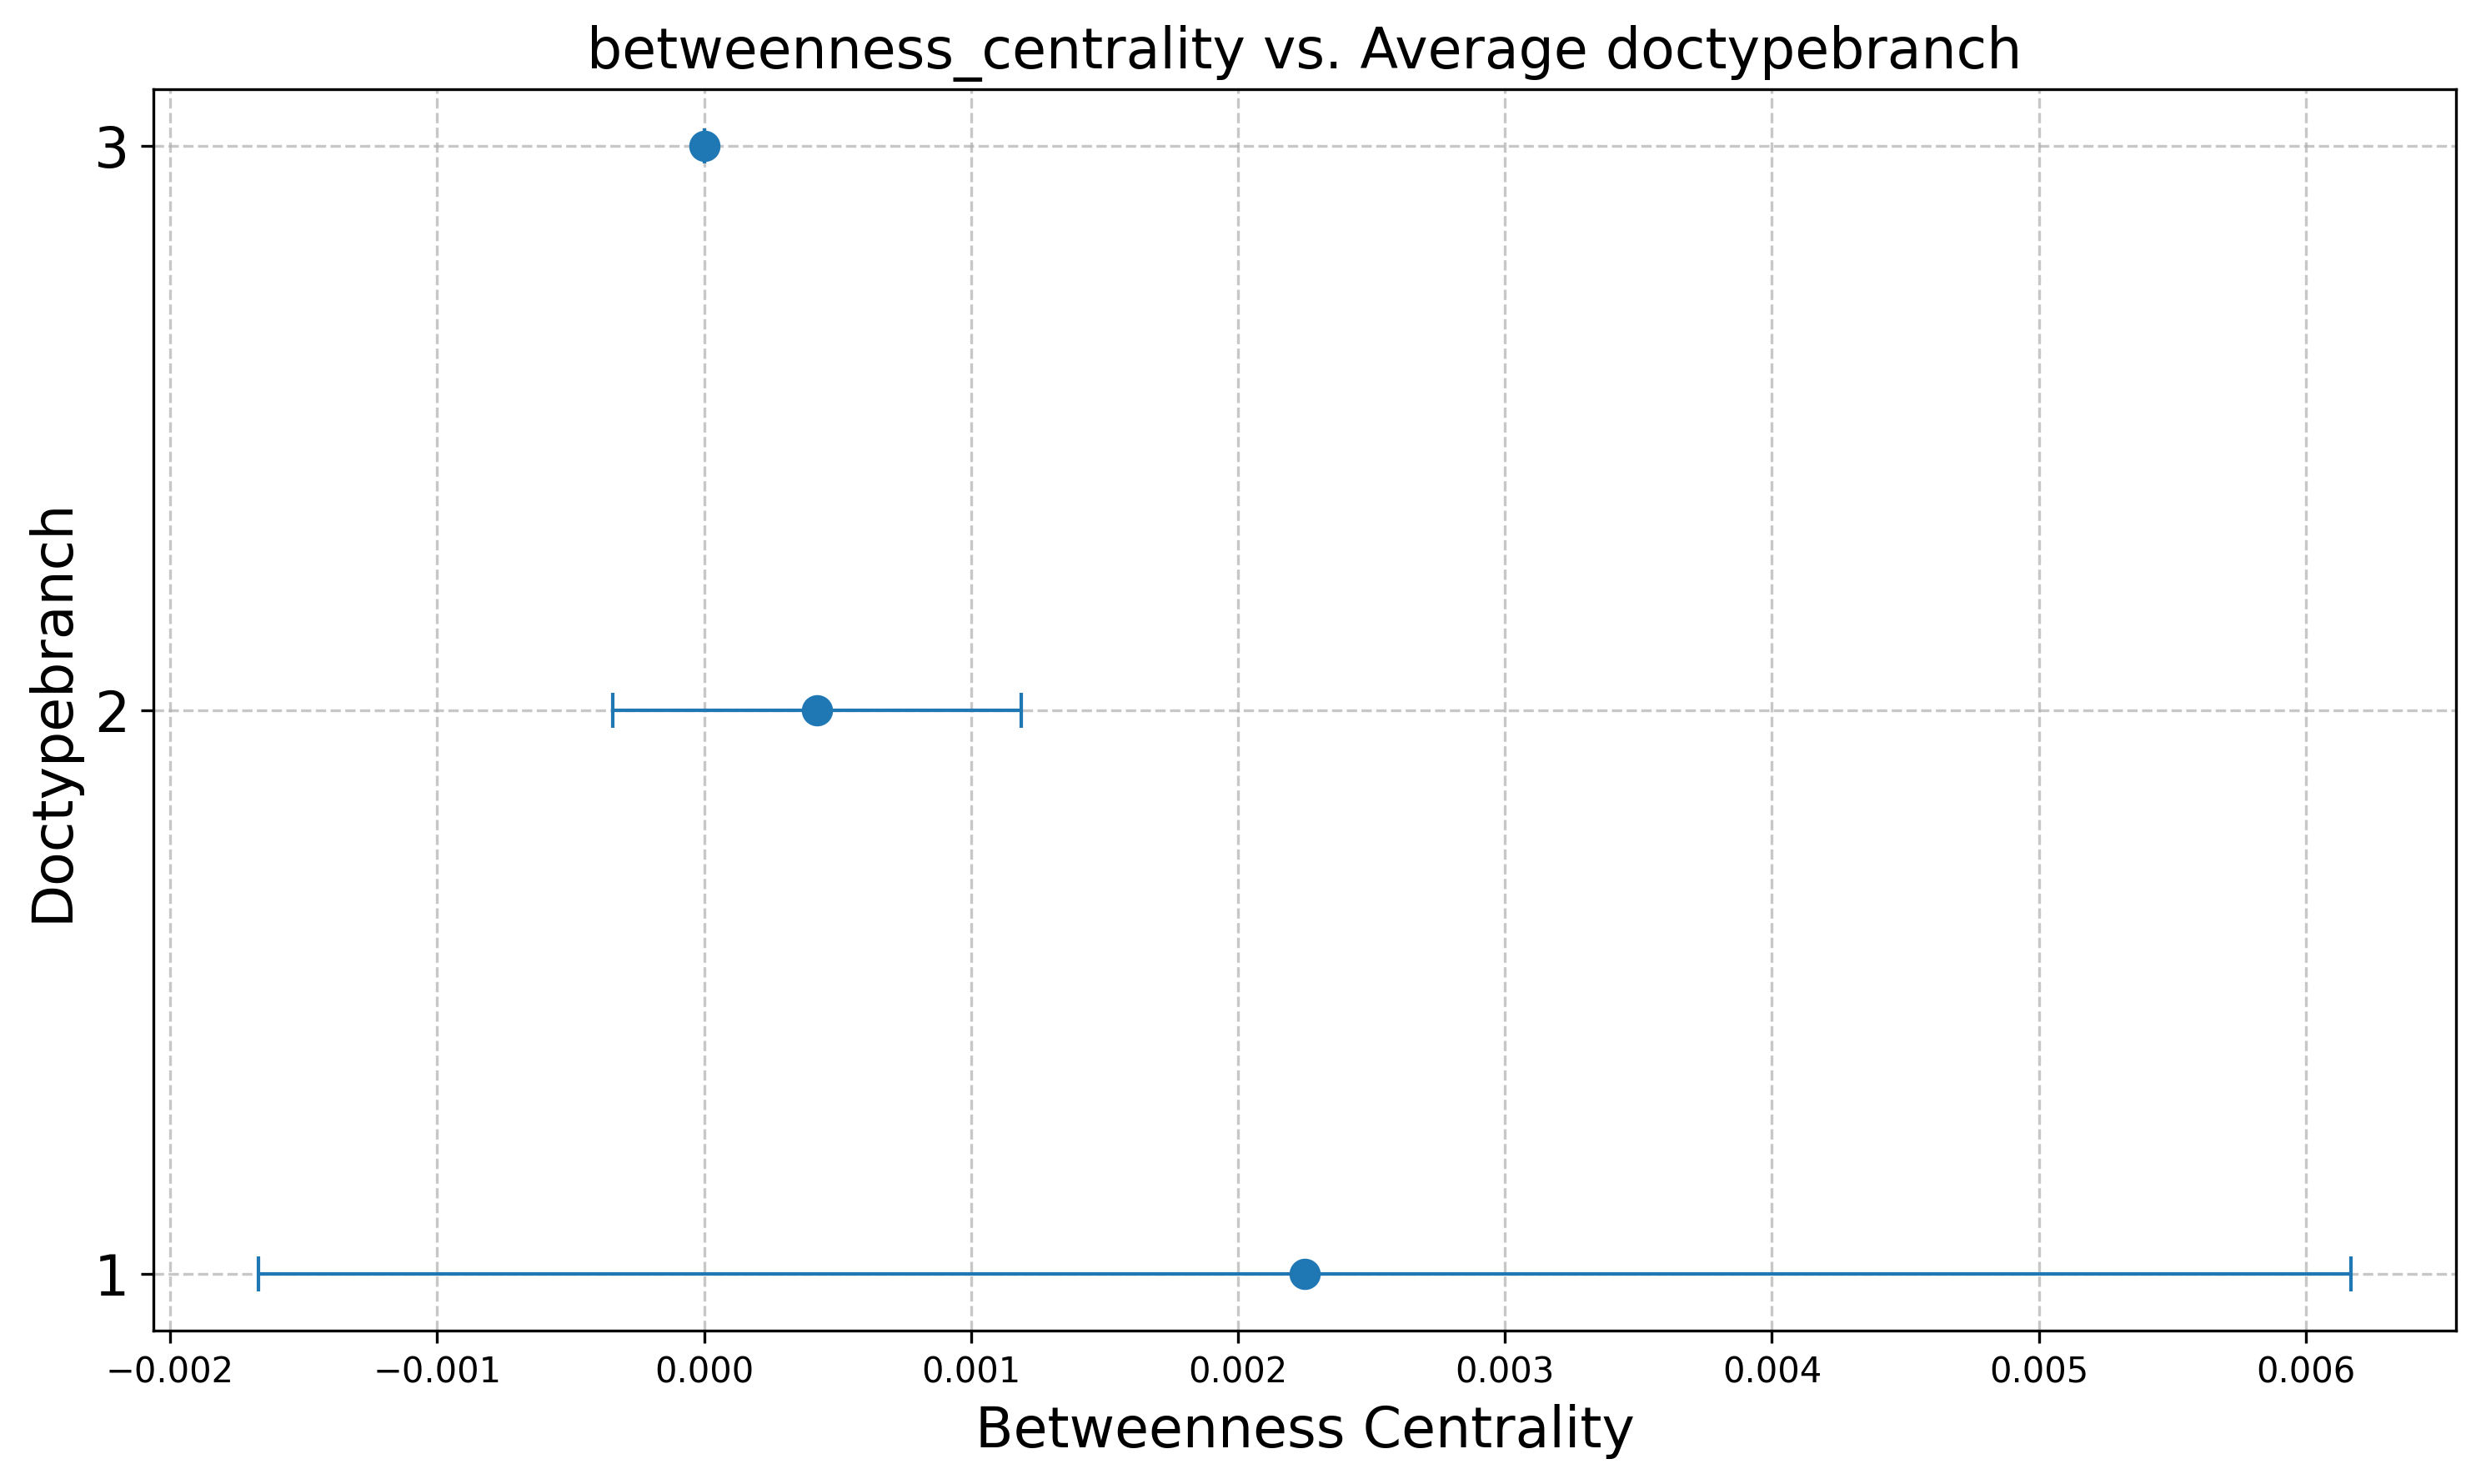 betweenness_centrality vs. Average doctypebranch
3
2
1
Doctypebranch
−0.002 −0.001 0.000 0.001 0.002 0.003 0.004 0.005 0.006
Betweenness Centrality